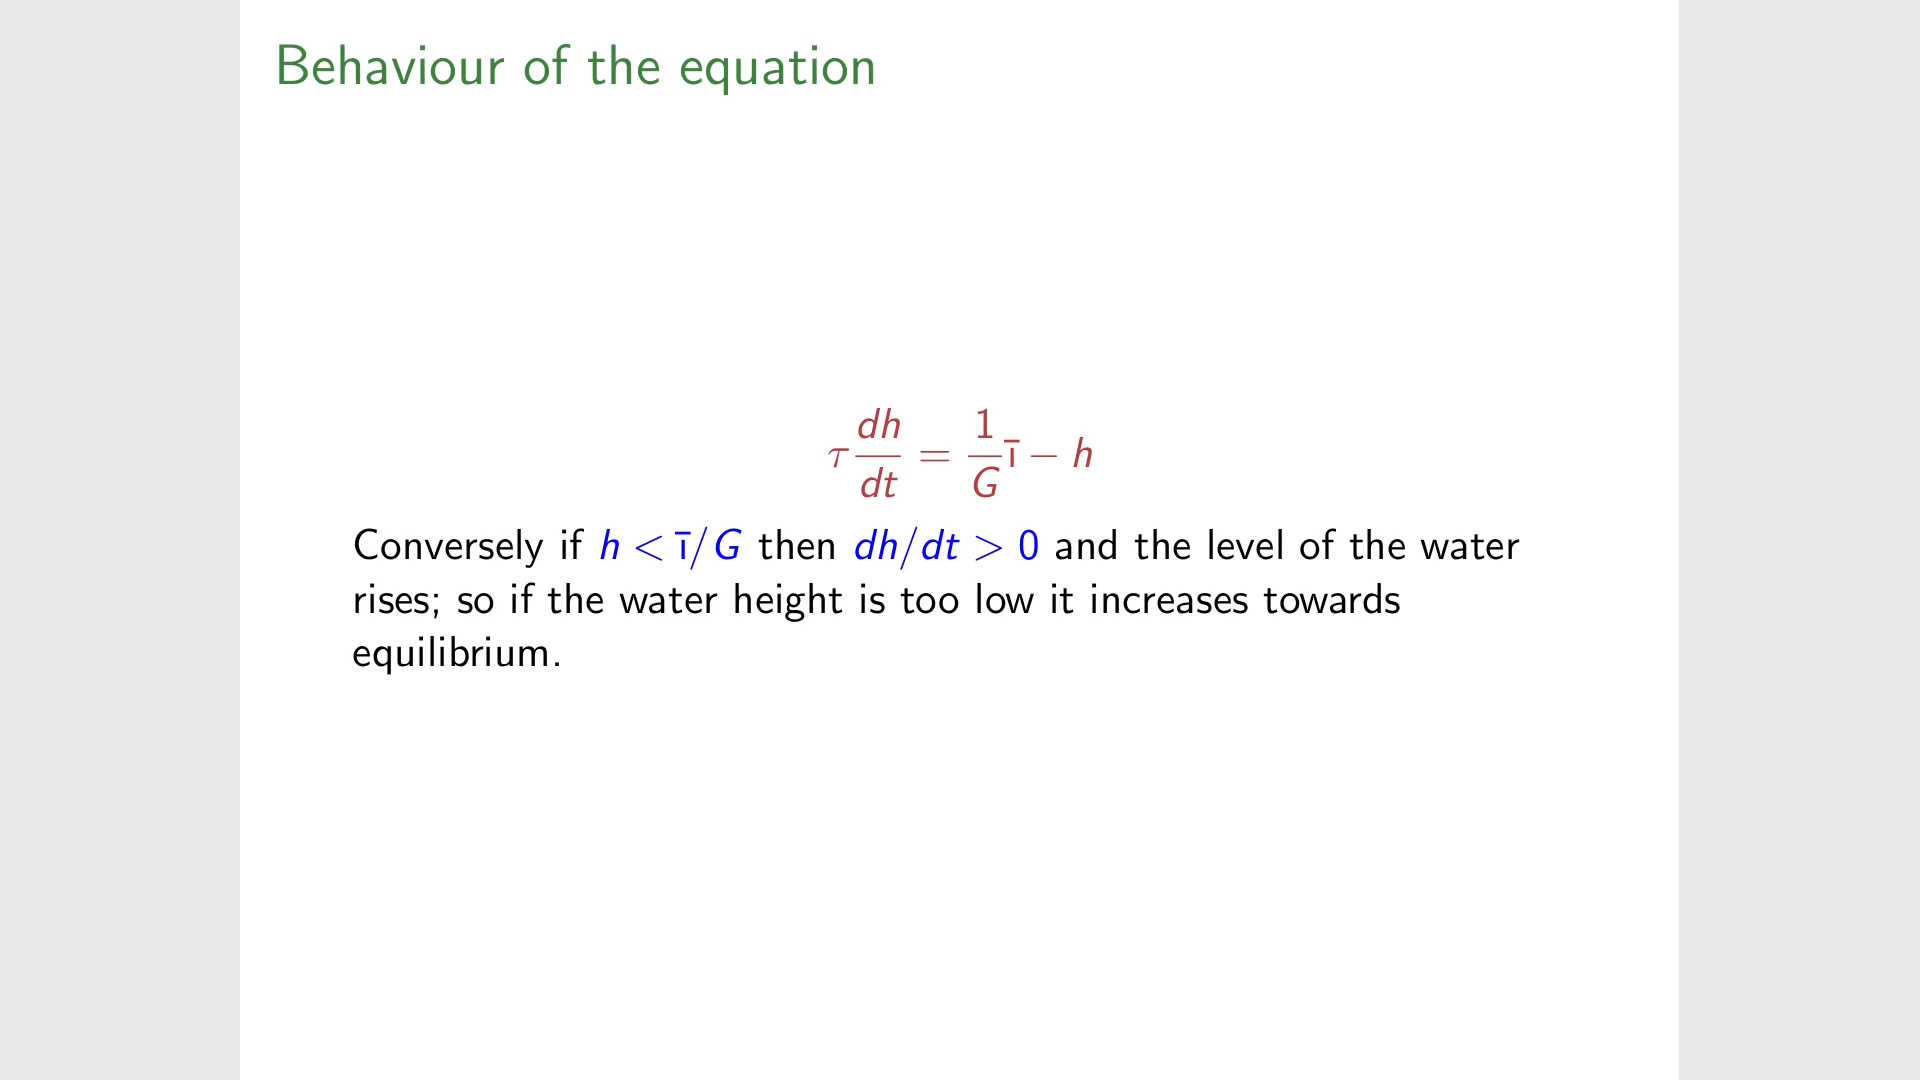 Behaviour of the equation
τ dh/dt = 1/G ī − h
Conversely if h < ī/G then dh/dt > 0 and the level of the water
rises; so if the water height is too low it increases towards
equilibrium.